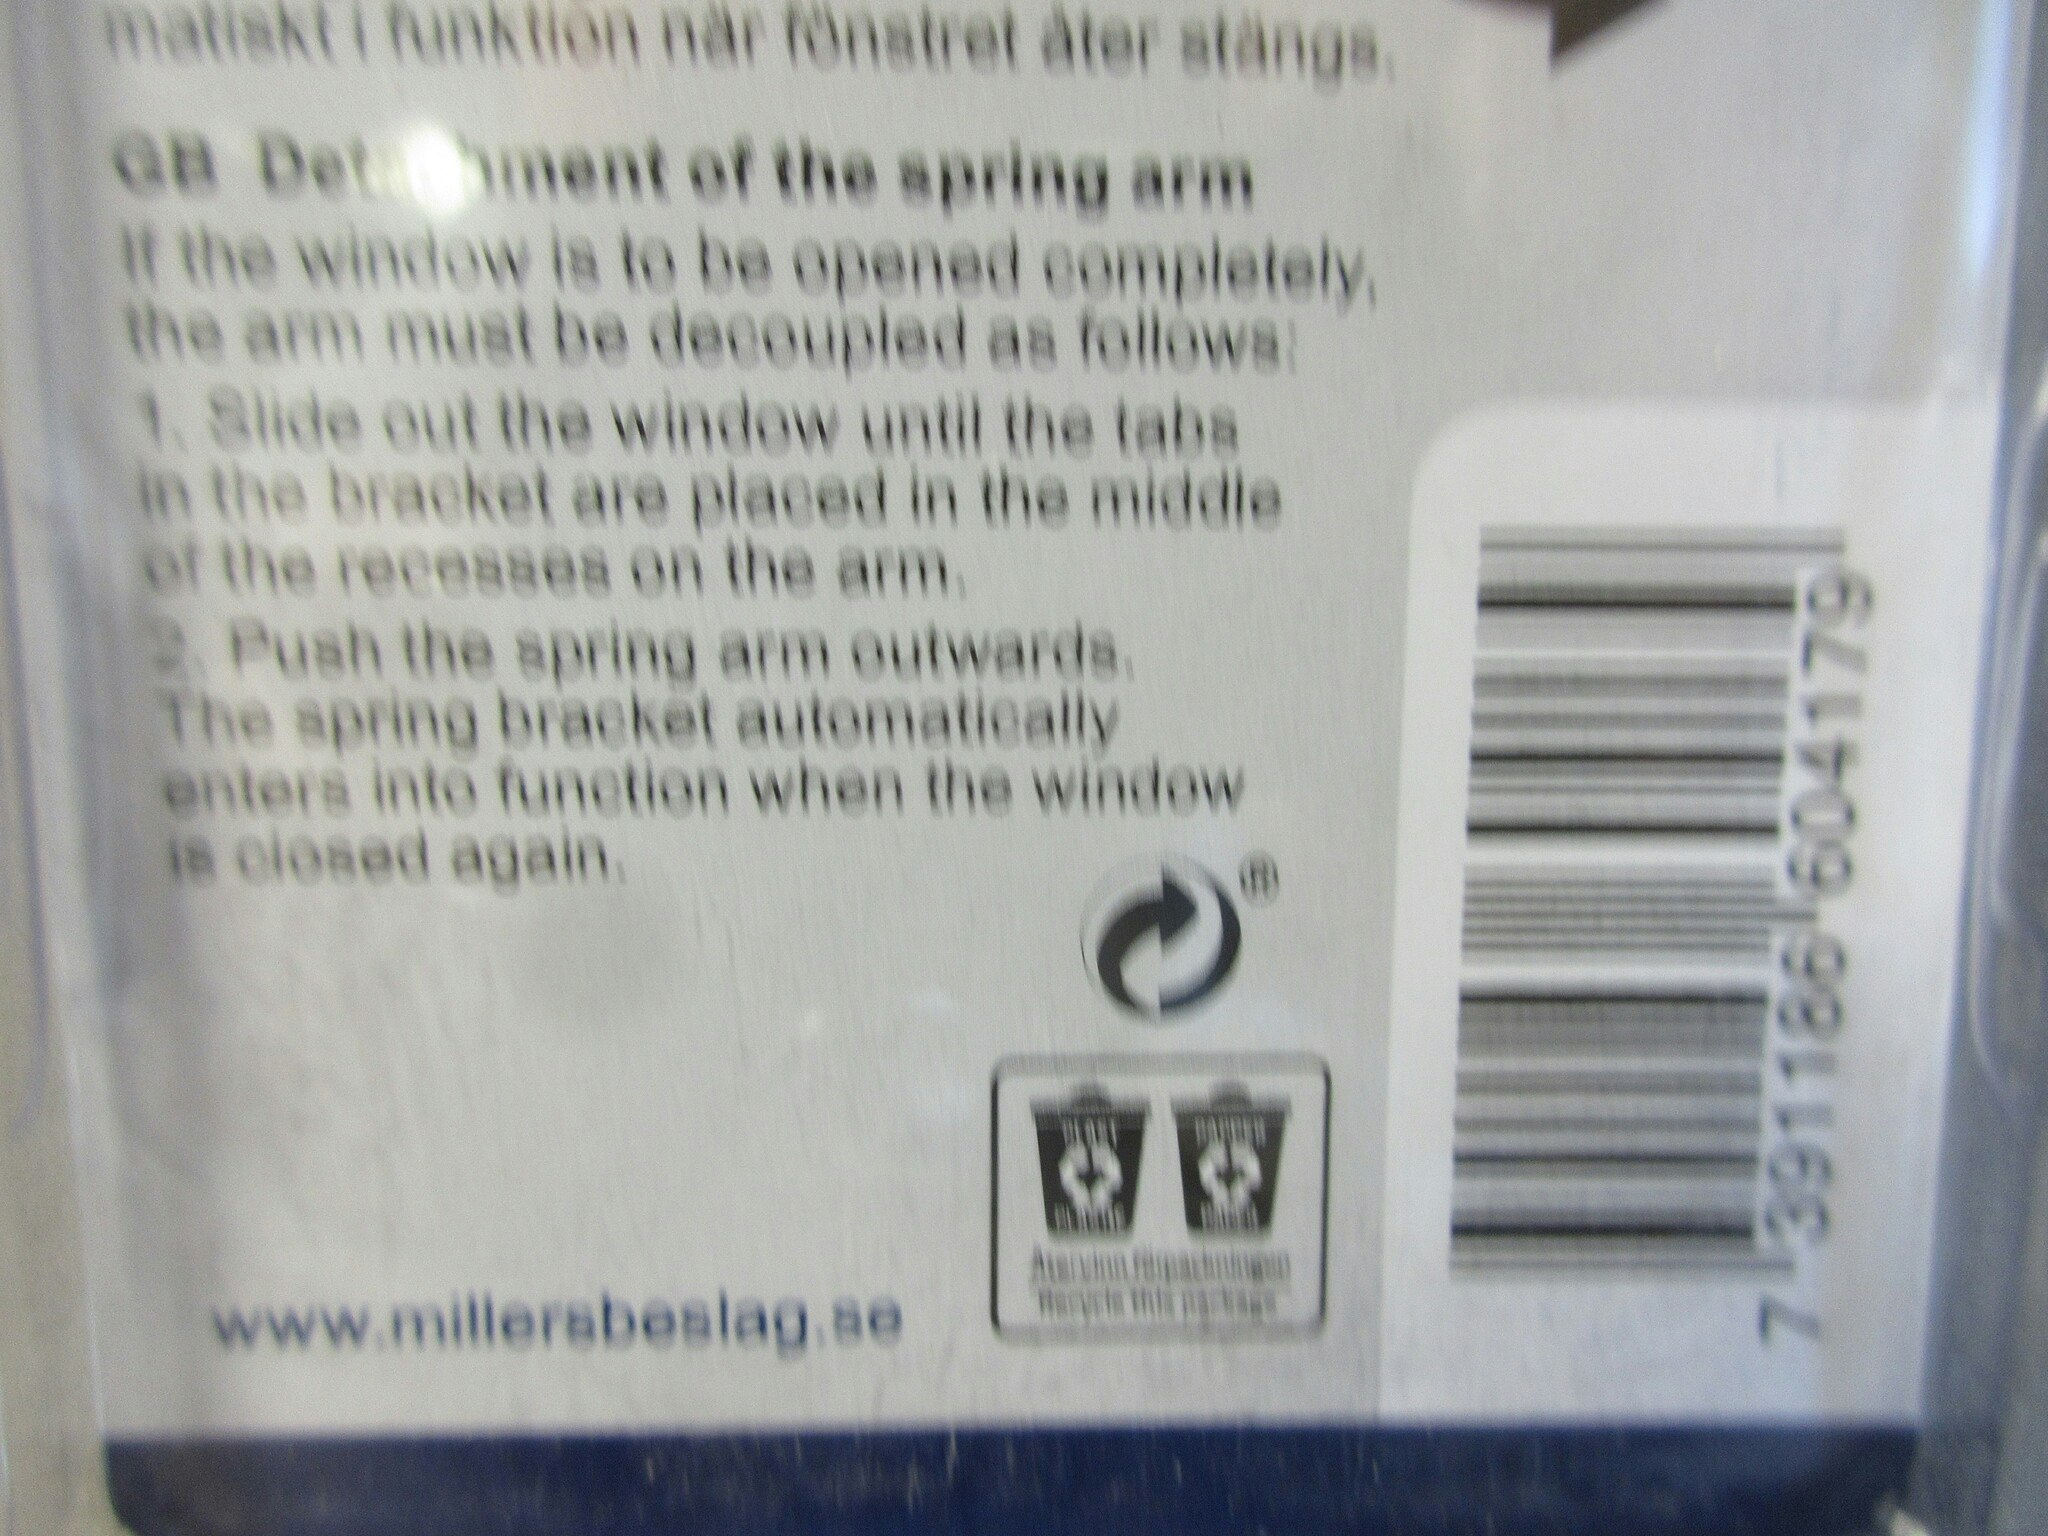 matiskt i funktion när fönstret åter stängs.
GB Detachment of the spring arm
If the window is to be opened completely,
the arm must be decoupled as follows:
1. Slide out the window until the tabs
in the bracket are placed in the middle
of the recesses on the arm.
2. Push the spring arm outwards.
The spring bracket automatically
enters into function when the window
is closed again.
®
Återvinn förpackningen
Recycle this package
www.millersbeslag.se
7 391186 604179